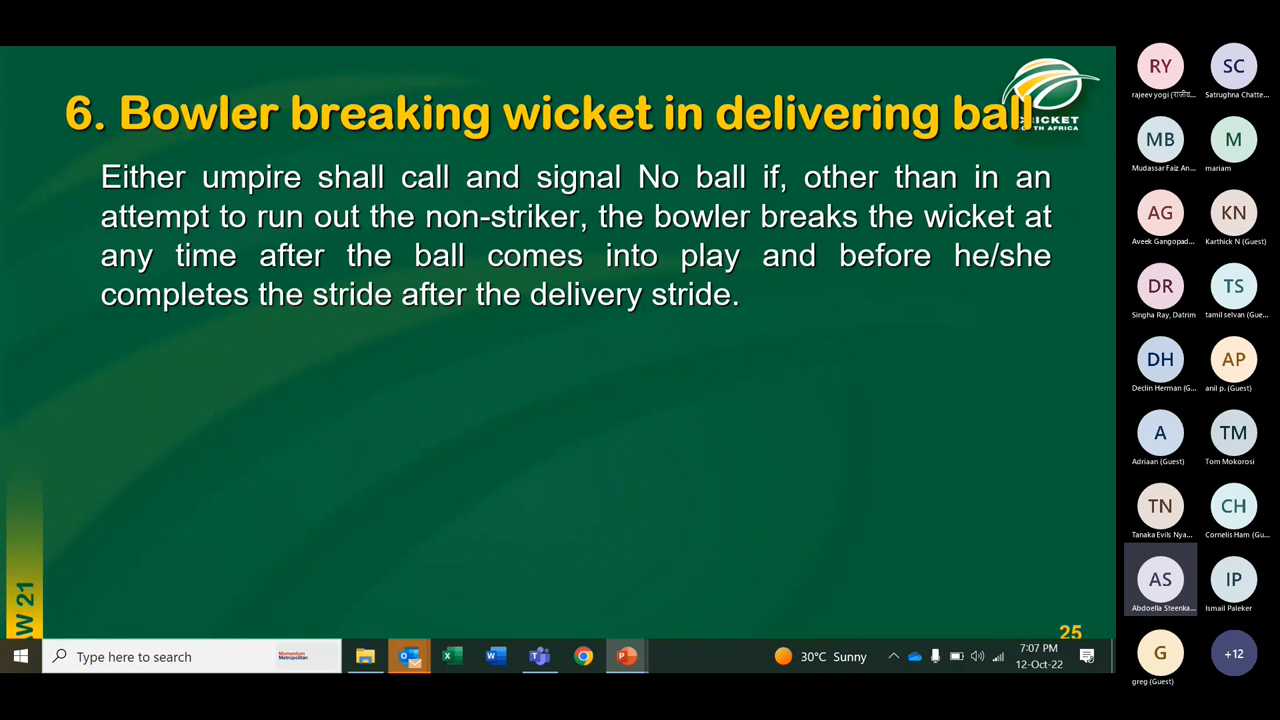 6. Bowler breaking wicket in delivering ball
Either umpire shall call and signal No ball if, other than in an
attempt to run out the non-striker, the bowler breaks the wicket at
any time after the ball comes into play and before he/she
completes the stride after the delivery stride.
25
Type here to search
Momentum
Metropolitan
30°C Sunny
7:07 PM
12-Oct-22
RY
SC
rajeev yogi (राजीव...
Satrughna Chatte...
MB
M
Mudassar Faiz An...
mariam
AG
KN
Aveek Gangopad...
Karthick N (Guest)
DR
TS
Singha Ray, Datrim
tamil selvan (Gue...
DH
AP
Declin Herman (G...
anil p. (Guest)
A
TM
Adriaan (Guest)
Tom Mokorosi
TN
CH
Tanaka Evils Nya...
Cornelis Ham (Gu...
AS
IP
Abdoella Steenka...
Ismail Paleker
G
+12
greg (Guest)